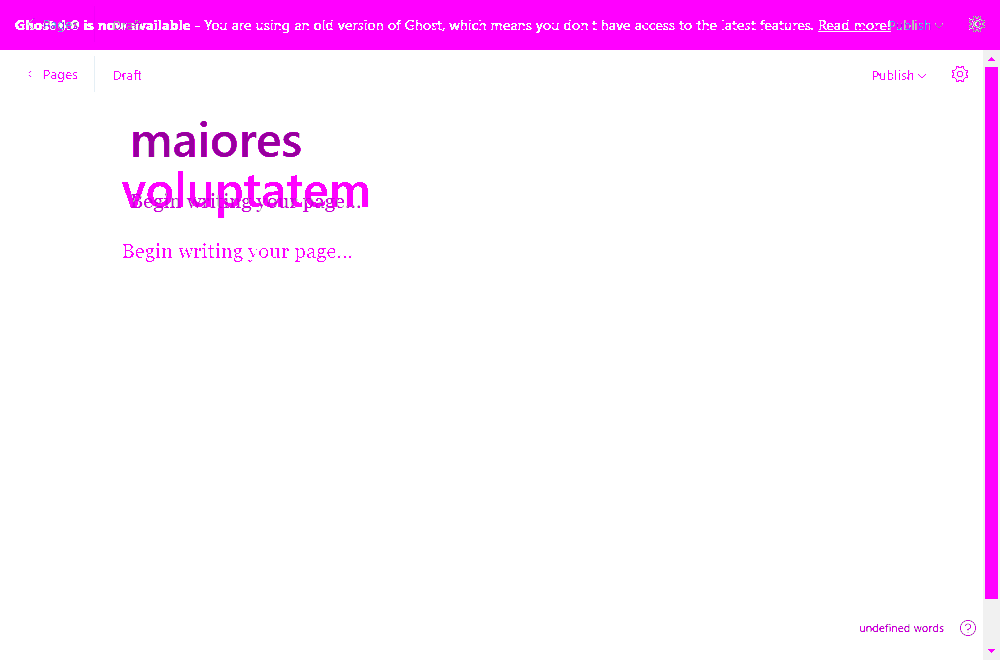 Ghost 4.0 is now available - You are using an old version of Ghost, which means you don't have access to the latest features. Read more! Publish
Pages Draft Publish
maiores
voluptatem
Begin writing your page...
Begin writing your page...
undefined words